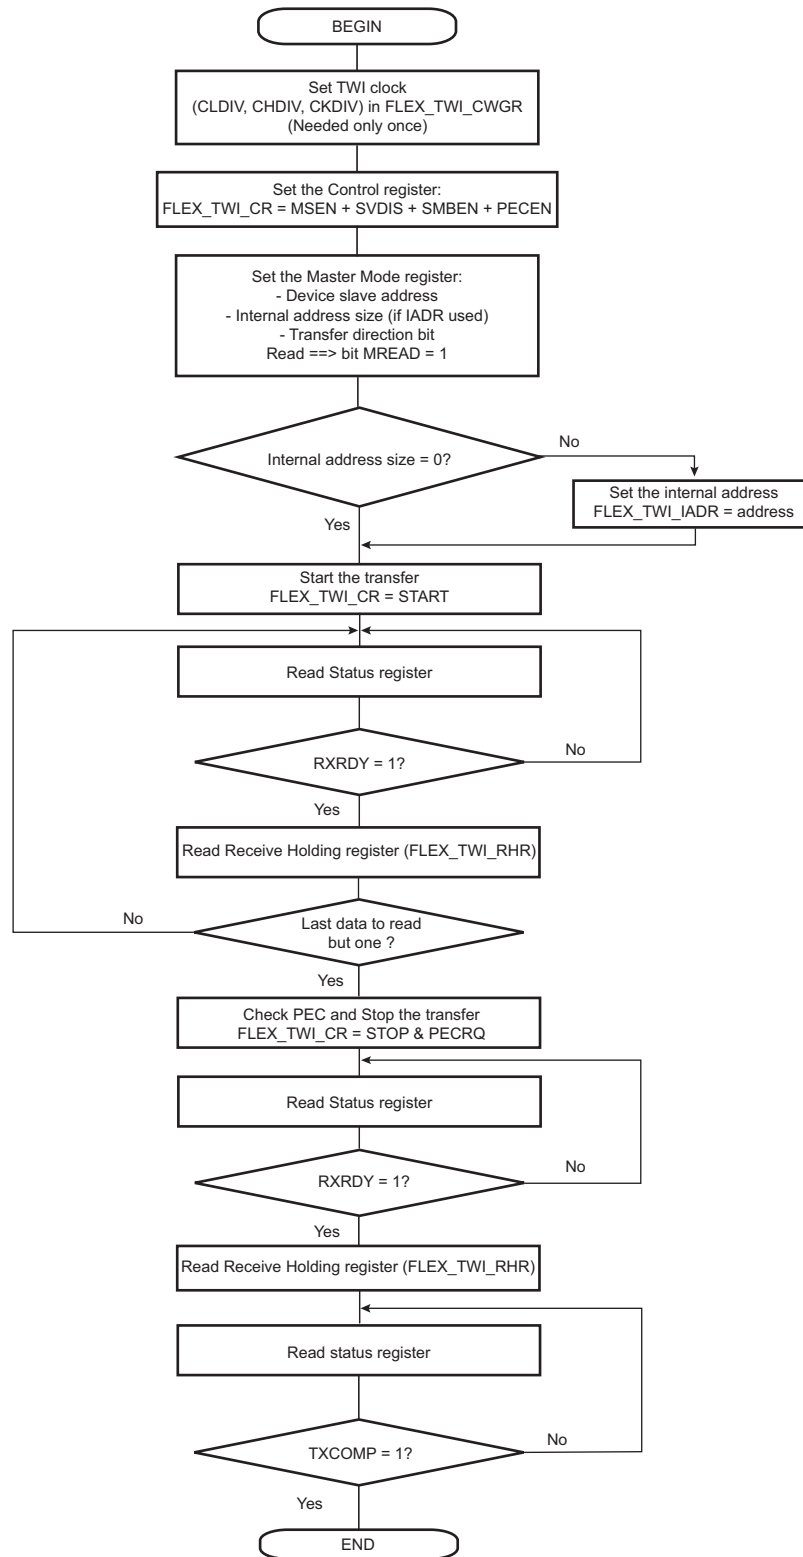 BEGIN
Set TWI clock
(CLDIV, CHDIV, CKDIV) in FLEX_TWI_CWGR
(Needed only once)
Set the Control register:
FLEX_TWI_CR = MSEN + SVDIS + SMBEN + PECEN
Set the Master Mode register:
- Device slave address
- Internal address size (if IADR used)
- Transfer direction bit
Read ==> bit MREAD = 1
Internal address size = 0?
No
Set the internal address
FLEX_TWI_IADR = address
Yes
Start the transfer
FLEX_TWI_CR = START
Read Status register
RXRDY = 1?
No
Yes
Read Receive Holding register (FLEX_TWI_RHR)
Last data to read
but one ?
No
Yes
Check PEC and Stop the transfer
FLEX_TWI_CR = STOP & PECRQ
Read Status register
RXRDY = 1?
No
Yes
Read Receive Holding register (FLEX_TWI_RHR)
Read status register
TXCOMP = 1?
No
Yes
END